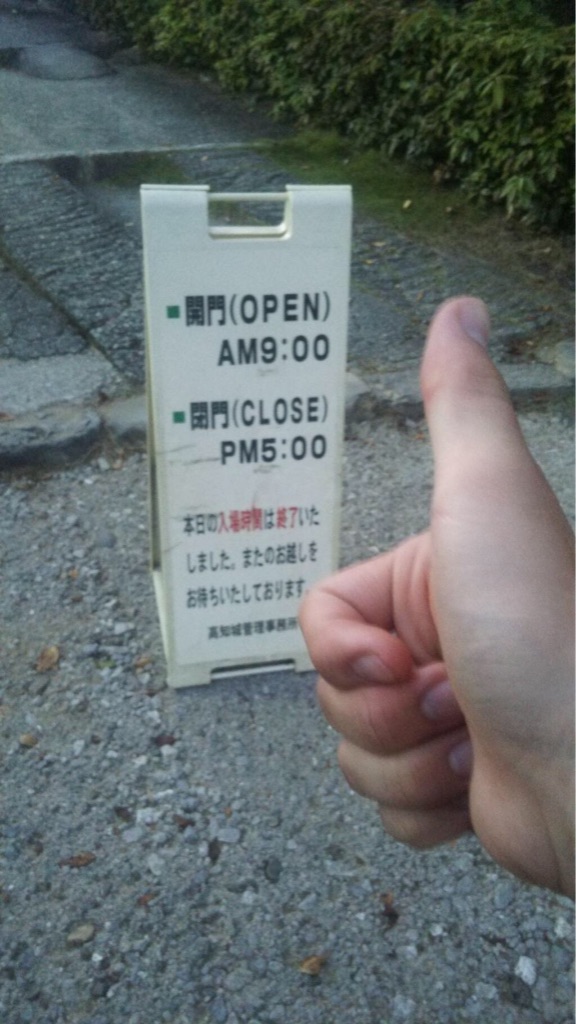 ■開門(OPEN)
AM9:00
■閉門(CLOSE)
PM5:00
本日の入場時間は終了いた
しました。またのお越しを
お待ちいたしております。
高知城管理事務所